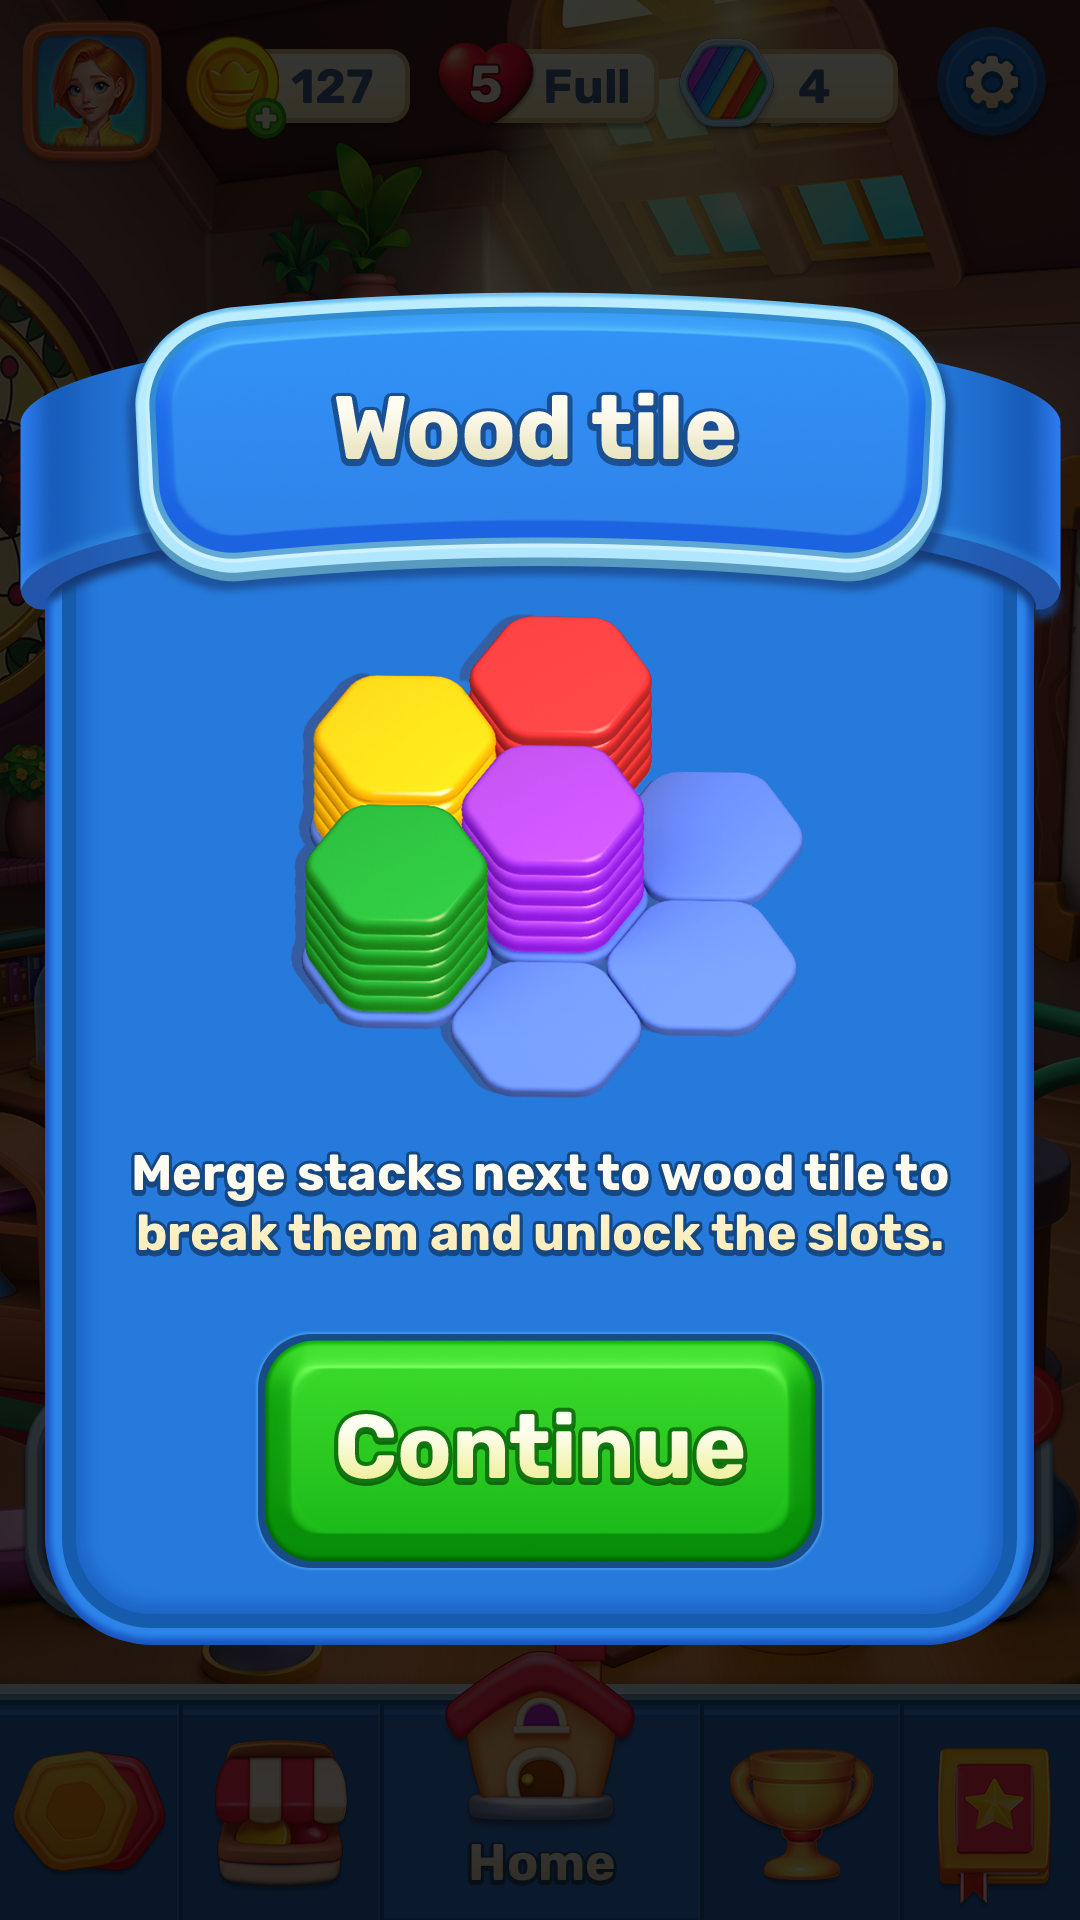 127
5
Full
4
Wood tile
Merge stacks next to wood tile to
break them and unlock the slots.
Continue
Home